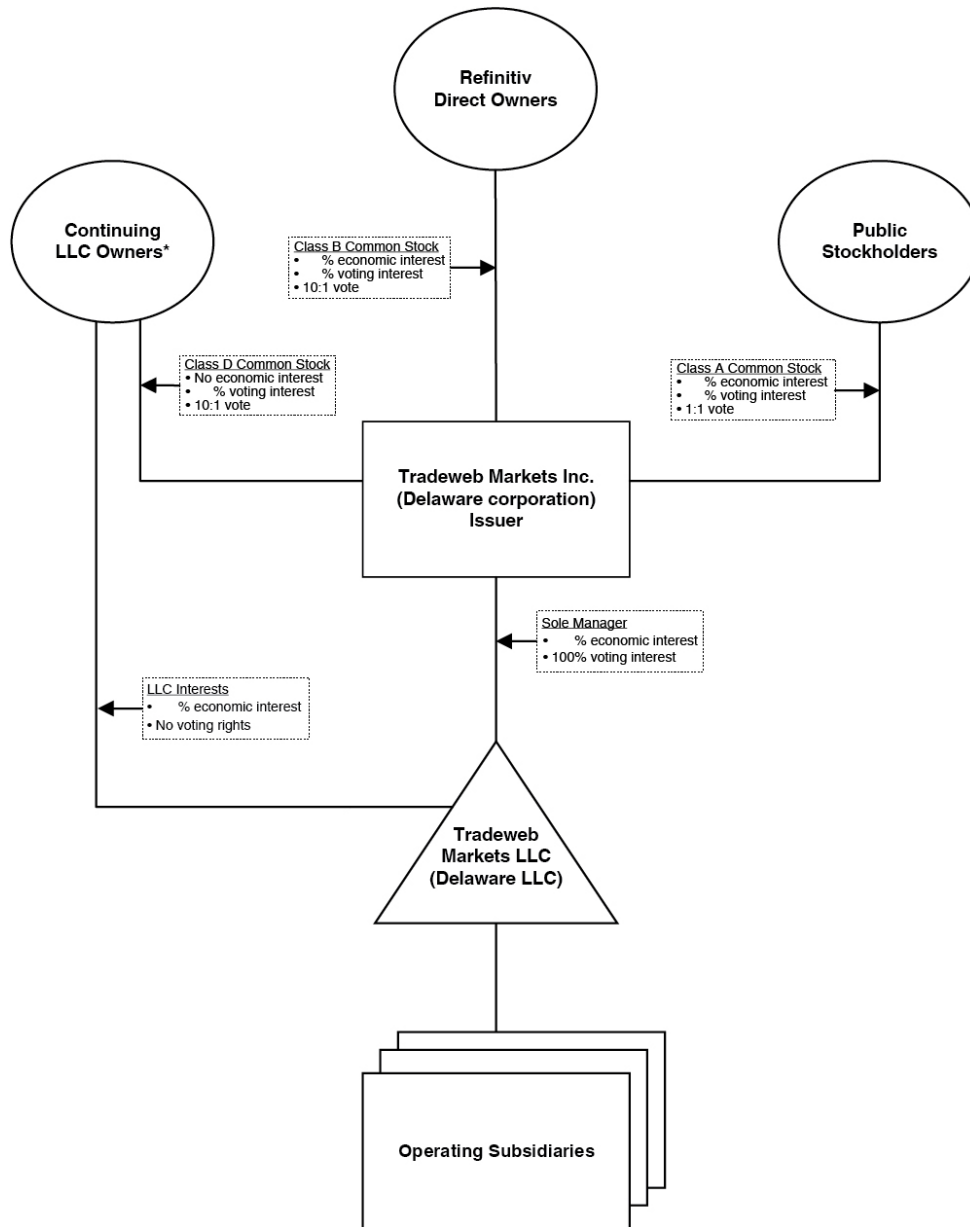 Refinitiv
Direct Owners
Continuing
LLC Owners*
Public
Stockholders
Class B Common Stock
• % economic interest
• % voting interest
• 10:1 vote
Class D Common Stock
• No economic interest
• % voting interest
• 10:1 vote
Class A Common Stock
• % economic interest
• % voting interest
• 1:1 vote
Tradeweb Markets Inc.
(Delaware corporation)
Issuer
Sole Manager
• % economic interest
• 100% voting interest
LLC Interests
• % economic interest
• No voting rights
Tradeweb
Markets LLC
(Delaware LLC)
Operating Subsidiaries